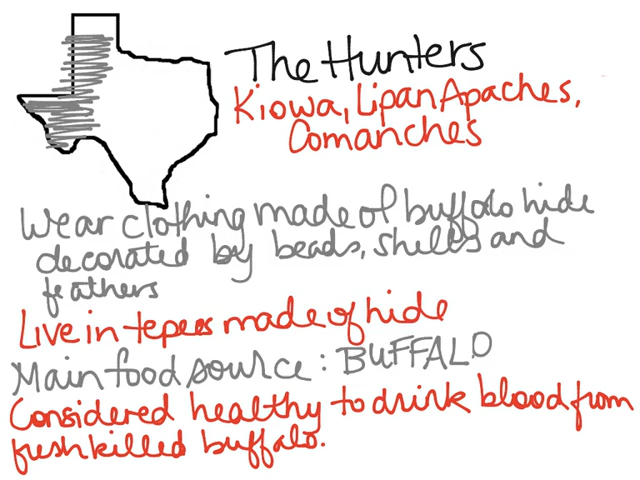 The Hunters
Kiowa, Lipan Apaches,
Comanches
Wear clothing made of buffalo hide
decorated by beads, shells and
feathers
Live in tepees made of hide
Main food source: BUFFALO
Considered healthy to drink blood from
fresh killed buffalo.